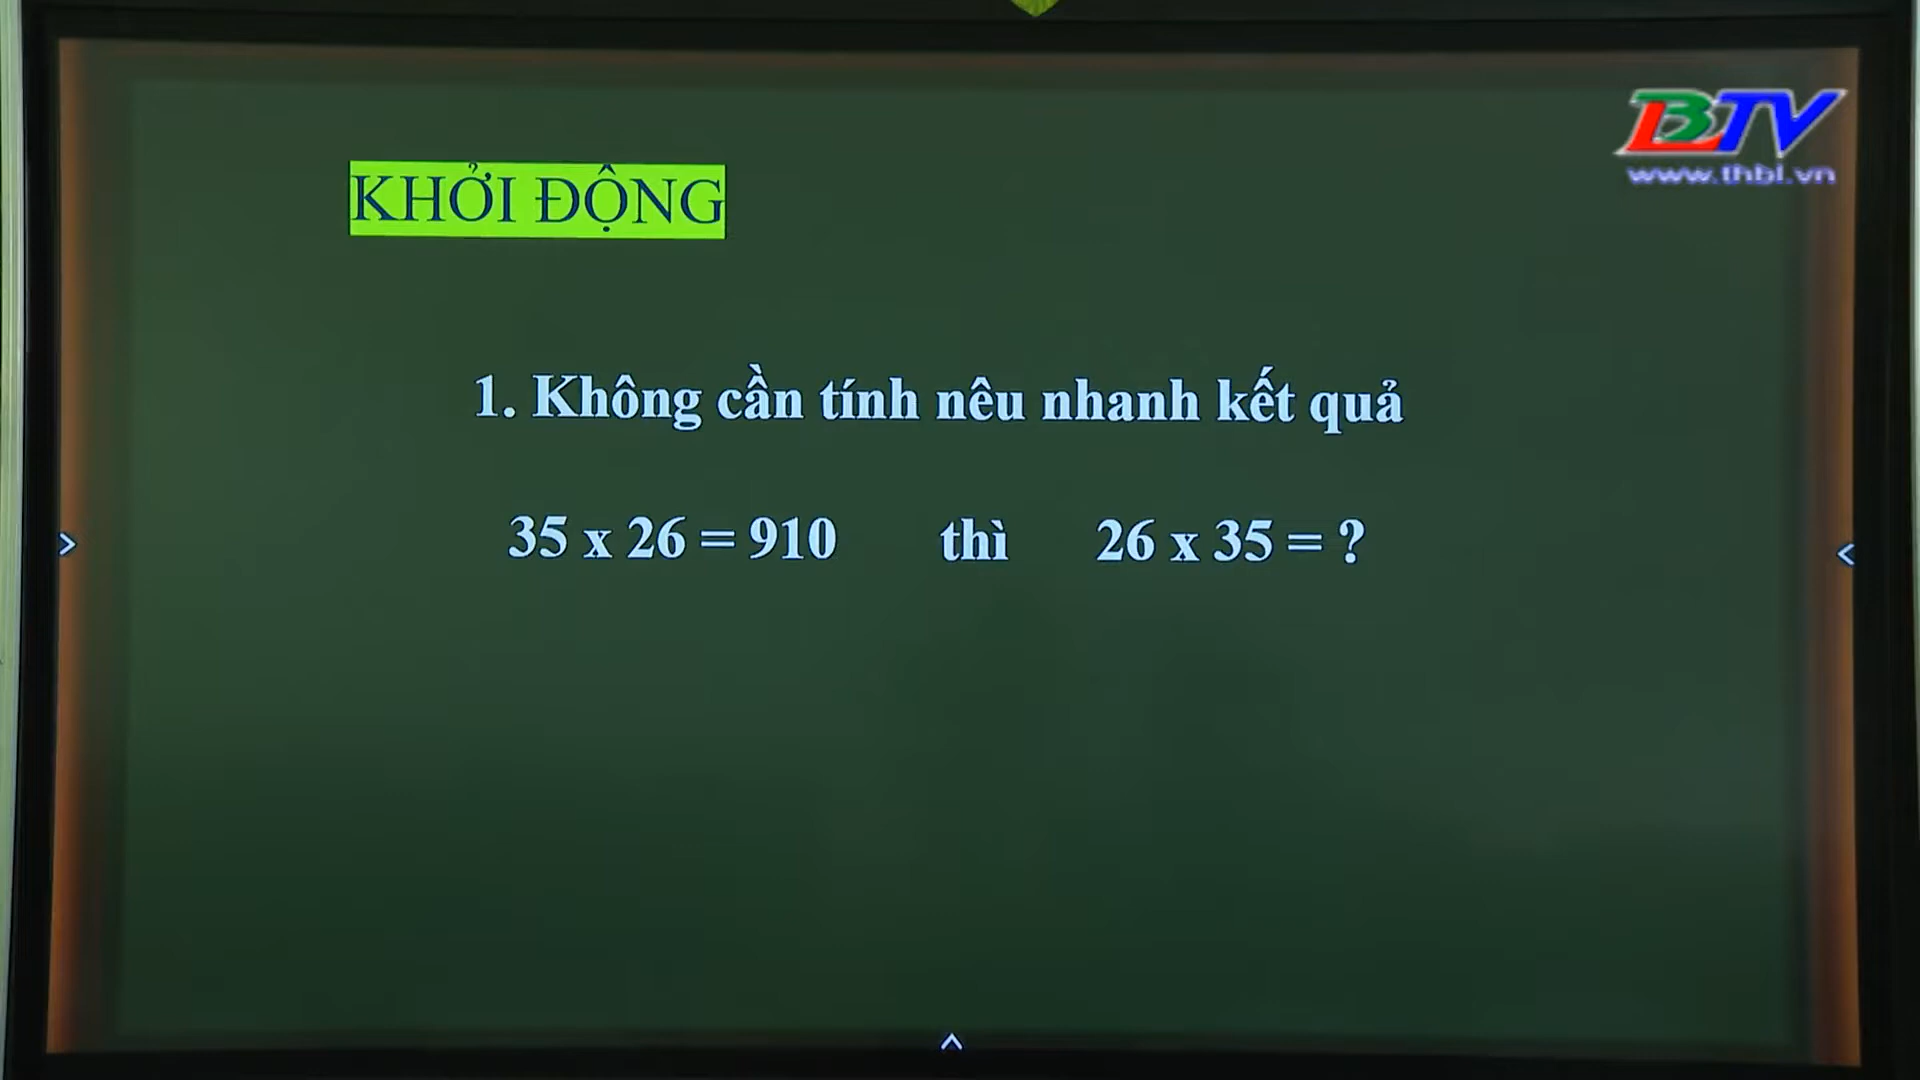 BTV
www.thbl.vn
KHỞI ĐỘNG
1. Không cần tính nêu nhanh kết quả
35 x 26 = 910 thì 26 x 35 = ?